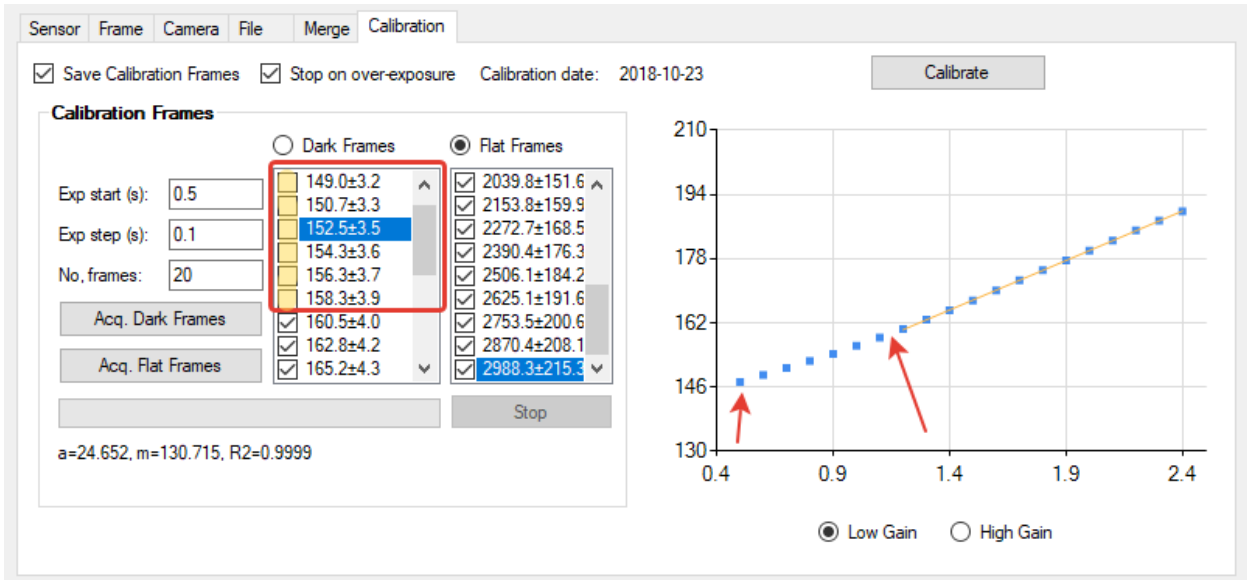 Sensor Frame Camera File Merge Calibration
Save Calibration Frames Stop on over-exposure Calibration date: 2018-10-23 Calibrate
Calibration Frames
Dark Frames Flat Frames
Exp start (s): 0.5
Exp step (s): 0.1
No, frames: 20
Acq. Dark Frames
Acq. Flat Frames
149.0±3.2
150.7±3.3
152.5±3.5
154.3±3.6
156.3±3.7
158.3±3.9
160.5±4.0
162.8±4.2
165.2±4.3
2039.8±151.6
2153.8±159.9
2272.7±168.5
2390.4±176.3
2506.1±184.2
2625.1±191.6
2753.5±200.6
2870.4±208.1
2988.3±215.3
Stop
a=24.652, m=130.715, R2=0.9999
210
194
178
162
146
130
0.4 0.9 1.4 1.9 2.4
Low Gain High Gain